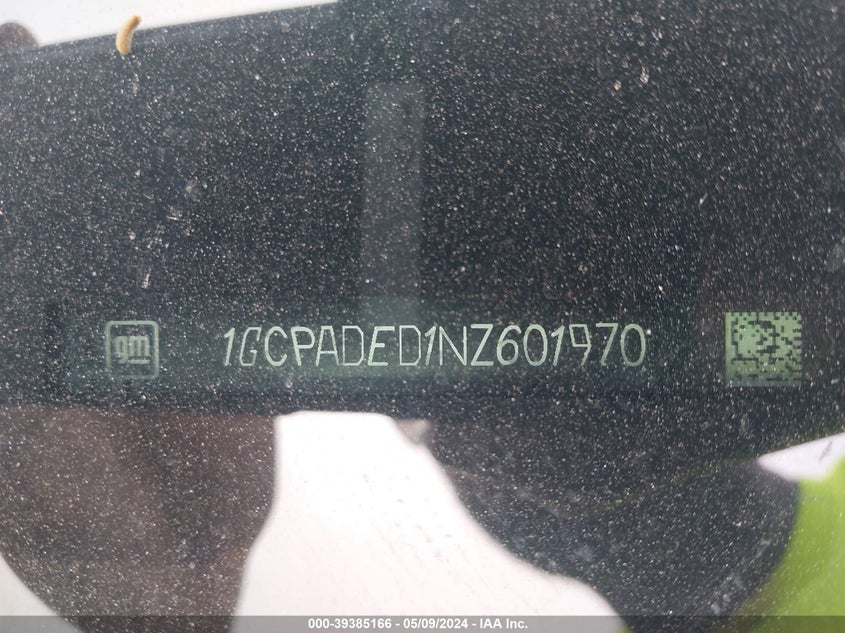 gm 1GCPADED1NZ601970
000-39385166 - 05/09/2024 - IAA Inc.